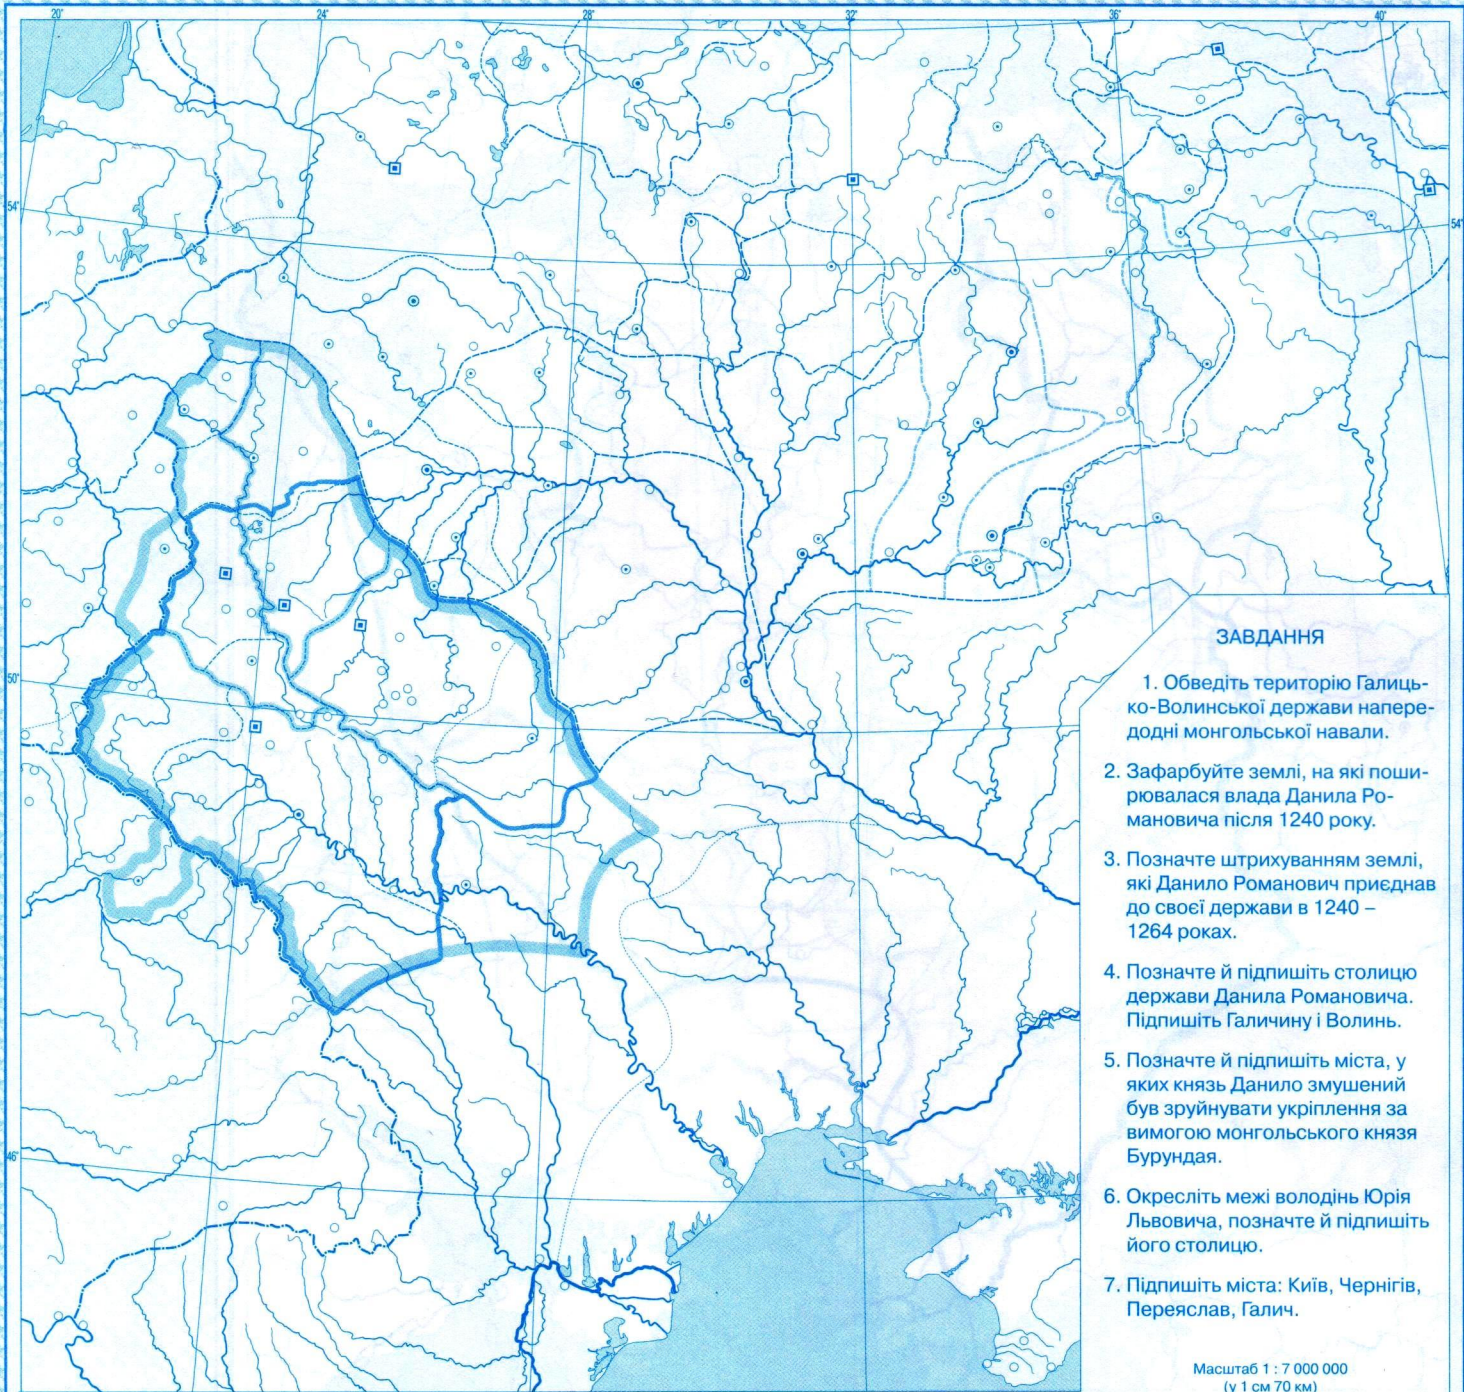 20°
24°
28°
32°
36°
40°
54°
54°
50°
46°
ЗАВДАННЯ
1. Обведіть територію Галиць-
ко-Волинської держави напере-
додні монгольської навали.
2. Зафарбуйте землі, на які поши-
рювалася влада Данила Ро-
мановича після 1240 року.
3. Позначте штрихуванням землі,
які Данило Романович приєднав
до своєї держави в 1240 –
1264 роках.
4. Позначте й підпишіть столицю
держави Данила Романовича.
Підпишіть Галичину і Волинь.
5. Позначте й підпишіть міста, у
яких князь Данило змушений
був зруйнувати укріплення за
вимогою монгольського князя
Бурундая.
6. Окресліть межі володінь Юрія
Львовича, позначте й підпишіть
його столицю.
7. Підпишіть міста: Київ, Чернігів,
Переяслав, Галич.
Масштаб 1 : 7 000 000
(у 1 см 70 км)